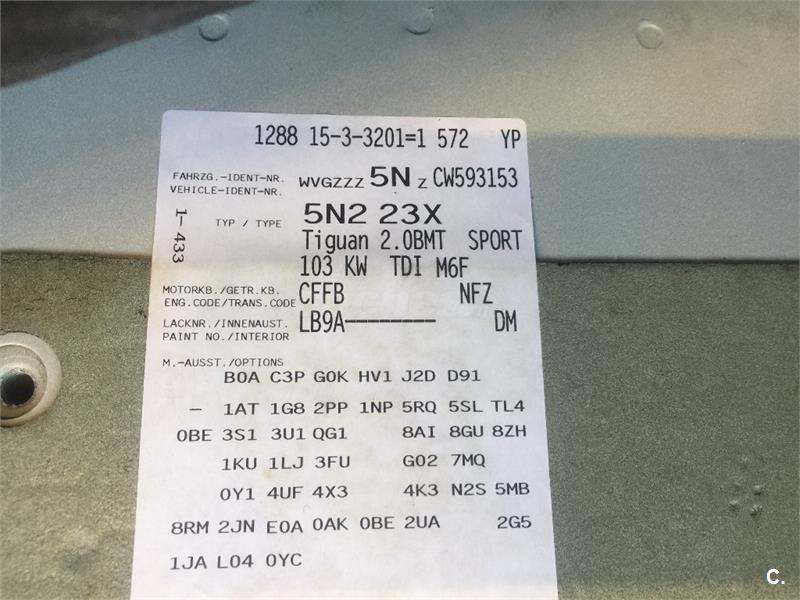 1288 15-3-3201=1 572 YP
FAHRZG.-IDENT-NR.
VEHICLE-IDENT-NR. WVGZZZ 5N Z CW593153
1-433
TYP / TYPE 5N2 23X
Tiguan 2.0BMT SPORT
103 KW TDI M6F
MOTORKB./GETR.KB.
ENG.CODE/TRANS.CODE CFFB NFZ
LACKNR./INNENAUST.
PAINT NO./INTERIOR LB9A-------- DM
M.-AUSST./OPTIONS
B0A C3P G0K HV1 J2D D91
– 1AT 1G8 2PP 1NP 5RQ 5SL TL4
0BE 3S1 3U1 QG1 8AI 8GU 8ZH
1KU 1LJ 3FU G02 7MQ
0Y1 4UF 4X3 4K3 N2S 5MB
8RM 2JN E0A 0AK 0BE 2UA 2G5
1JA L04 0YC
C.